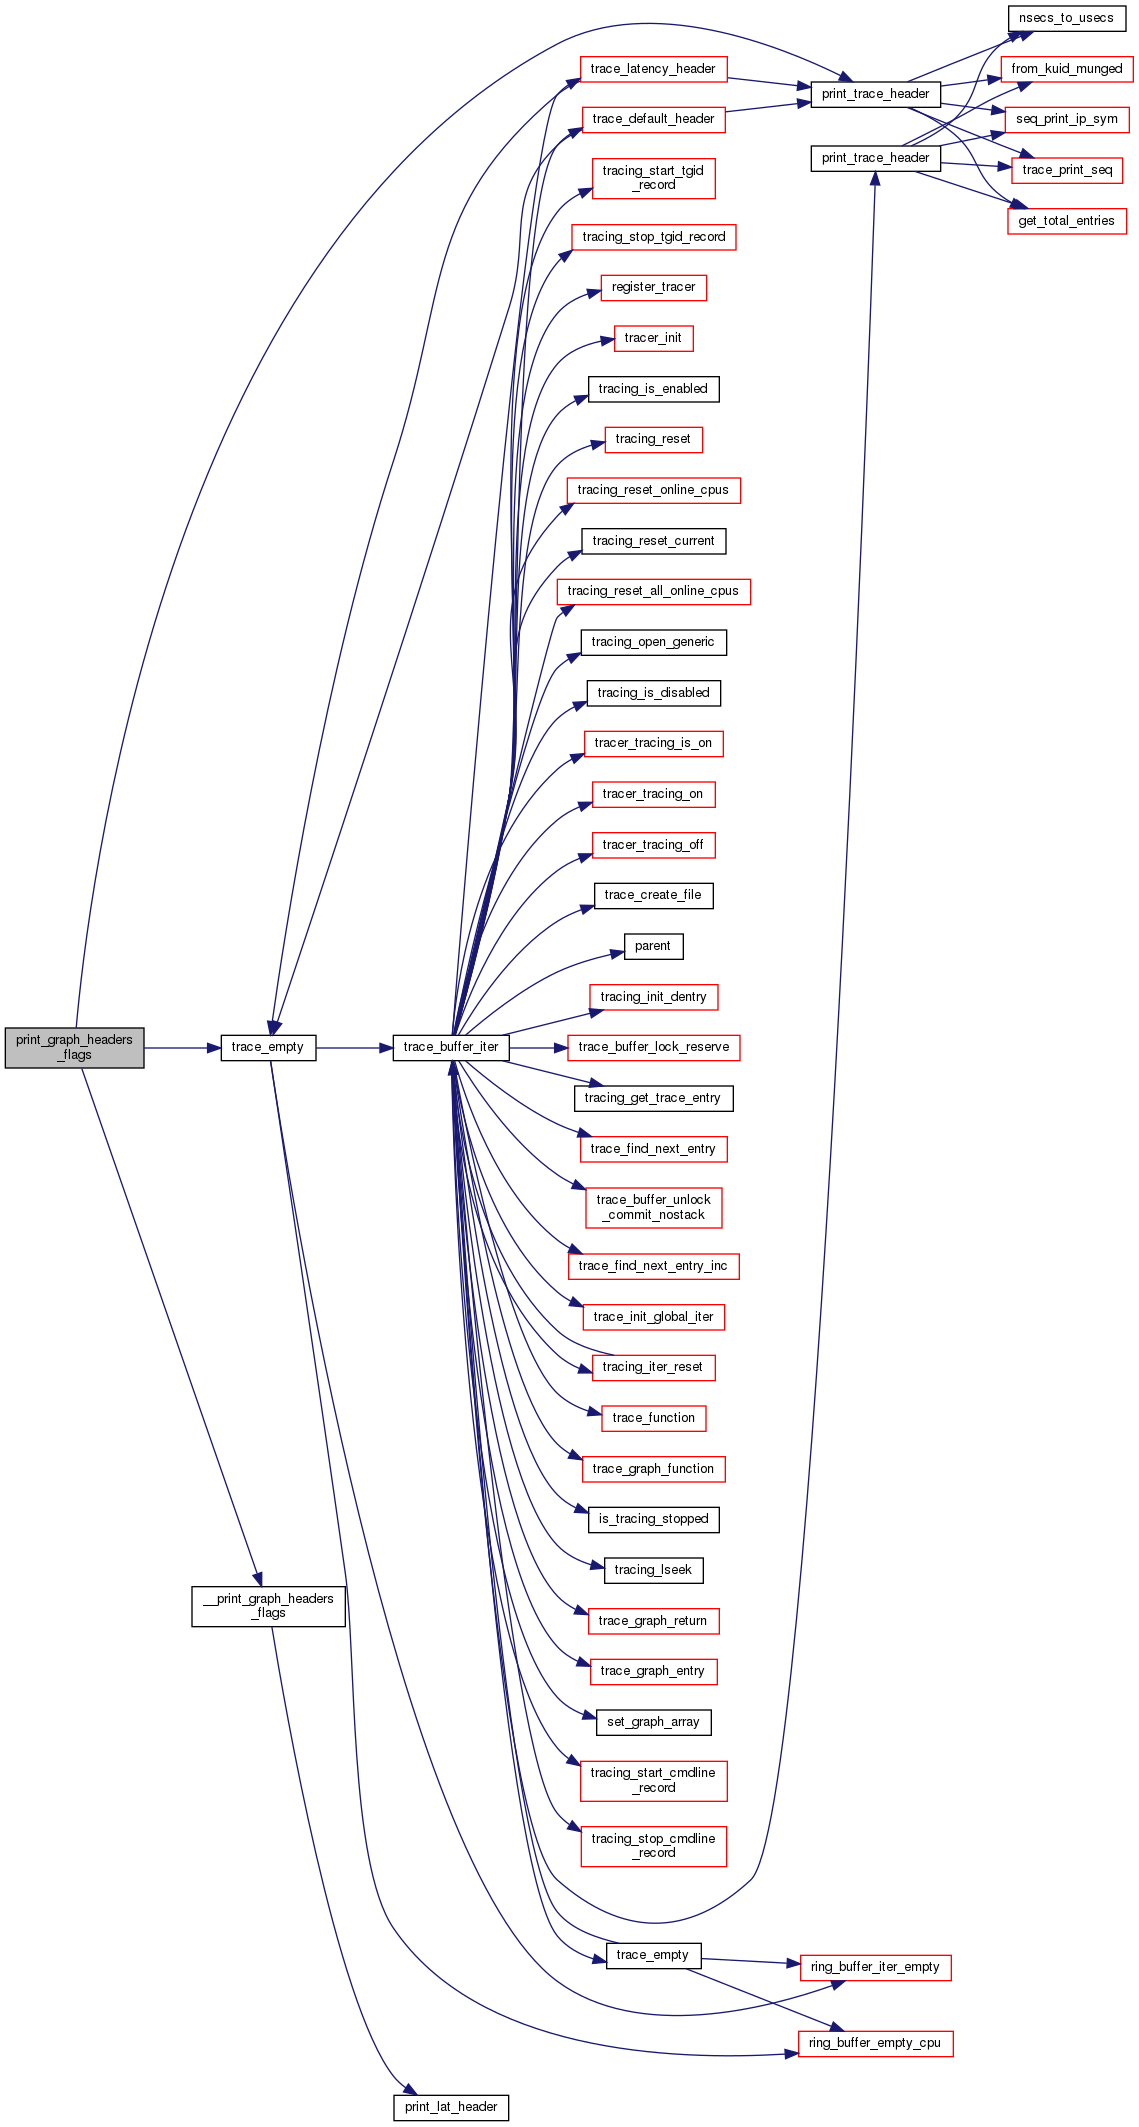 nsecs_to_usecs
from_kuid_munged
seq_print_ip_sym
trace_print_seq
get_total_entries
print_trace_header
print_trace_header
trace_latency_header
trace_default_header
tracing_start_tgid
_record
tracing_stop_tgid_record
register_tracer
tracer_init
tracing_is_enabled
tracing_reset
tracing_reset_online_cpus
tracing_reset_current
tracing_reset_all_online_cpus
tracing_open_generic
tracing_is_disabled
tracer_tracing_is_on
tracer_tracing_on
tracer_tracing_off
trace_create_file
parent
tracing_init_dentry
print_graph_headers
_flags
trace_empty
trace_buffer_iter
trace_buffer_lock_reserve
tracing_get_trace_entry
trace_find_next_entry
trace_buffer_unlock
_commit_nostack
trace_find_next_entry_inc
trace_init_global_iter
tracing_iter_reset
trace_function
trace_graph_function
is_tracing_stopped
tracing_lseek
__print_graph_headers
_flags
trace_graph_return
trace_graph_entry
set_graph_array
tracing_start_cmdline
_record
tracing_stop_cmdline
_record
trace_empty
ring_buffer_iter_empty
ring_buffer_empty_cpu
print_lat_header